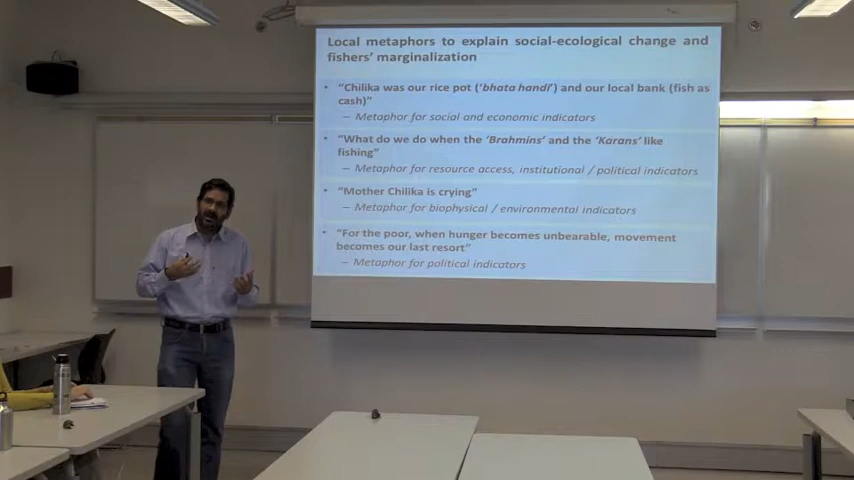 Local metaphors to explain social-ecological change and
fishers' marginalization
• "Chilika was our rice pot ('bhata handi') and our local bank (fish as
cash)"
– Metaphor for social and economic indicators
• "What do we do when the 'Brahmins' and the 'Karans' like
fishing"
– Metaphor for resource access, institutional / political indicators
• "Mother Chilika is crying"
– Metaphor for biophysical / environmental indicators
• "For the poor, when hunger becomes unbearable, movement
becomes our last resort"
– Metaphor for political indicators